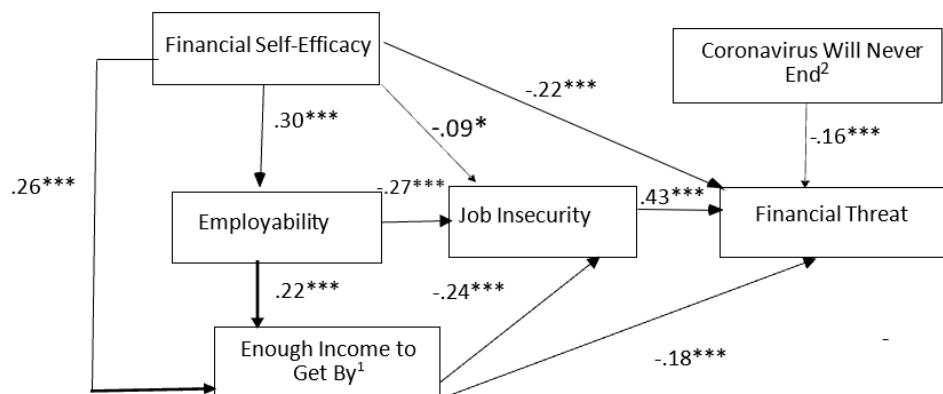 Financial Self-Efficacy
Coronavirus Will Never
End²
-.22***
.30***
-.09*
-.16***
.26***
-.27***
.43***
Employability
Job Insecurity
Financial Threat
.22***
-.24***
Enough Income to
Get By¹
-.18***
-